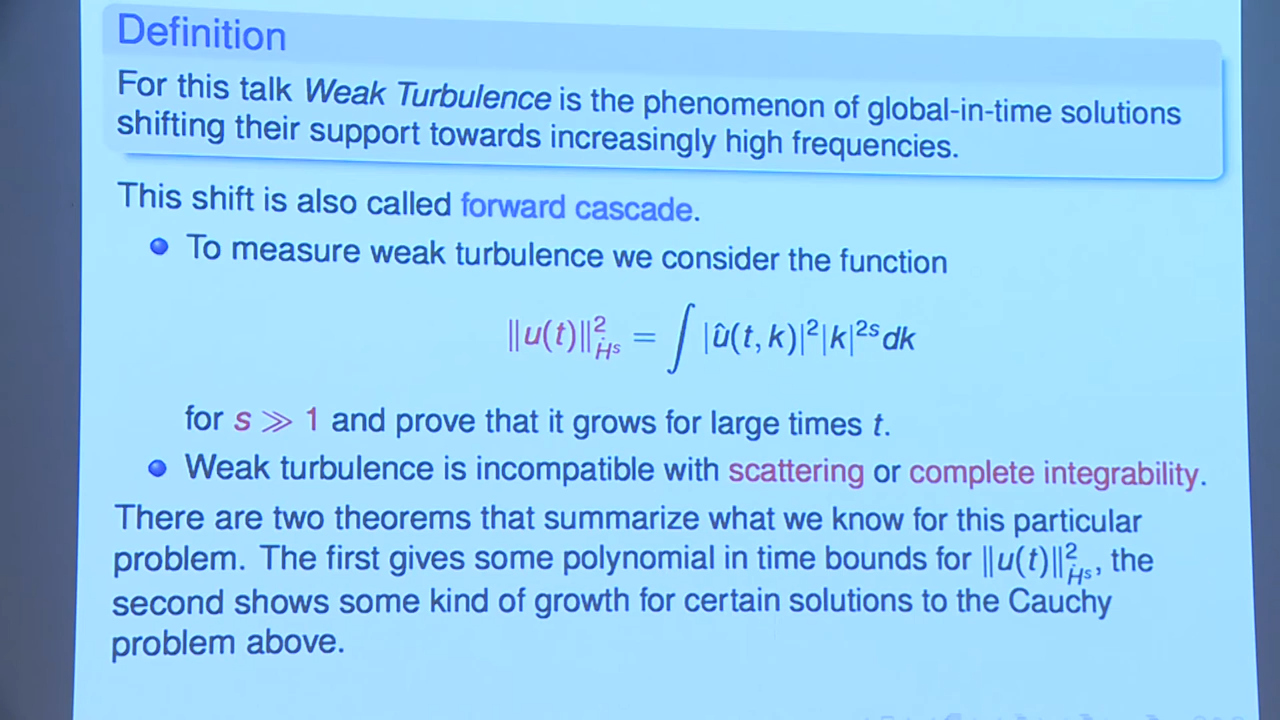 Definition
For this talk Weak Turbulence is the phenomenon of global-in-time solutions
shifting their support towards increasingly high frequencies.
This shift is also called forward cascade.
To measure weak turbulence we consider the function
‖u(t)‖²_{Ḣˢ} = ∫ |û(t, k)|²|k|²ˢdk
for s ≫ 1 and prove that it grows for large times t.
Weak turbulence is incompatible with scattering or complete integrability.
There are two theorems that summarize what we know for this particular
problem. The first gives some polynomial in time bounds for ‖u(t)‖²_{Ḣˢ}, the
second shows some kind of growth for certain solutions to the Cauchy
problem above.